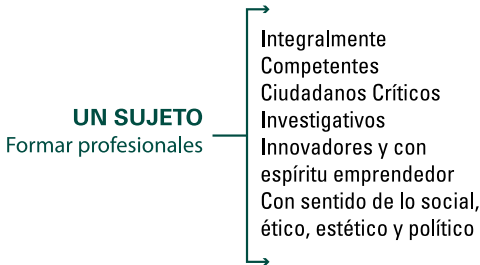 UN SUJETO
Formar profesionales
Integralmente
Competentes
Ciudadanos Críticos
Investigativos
Innovadores y con
espíritu emprendedor
Con sentido de lo social,
ético, estético y político